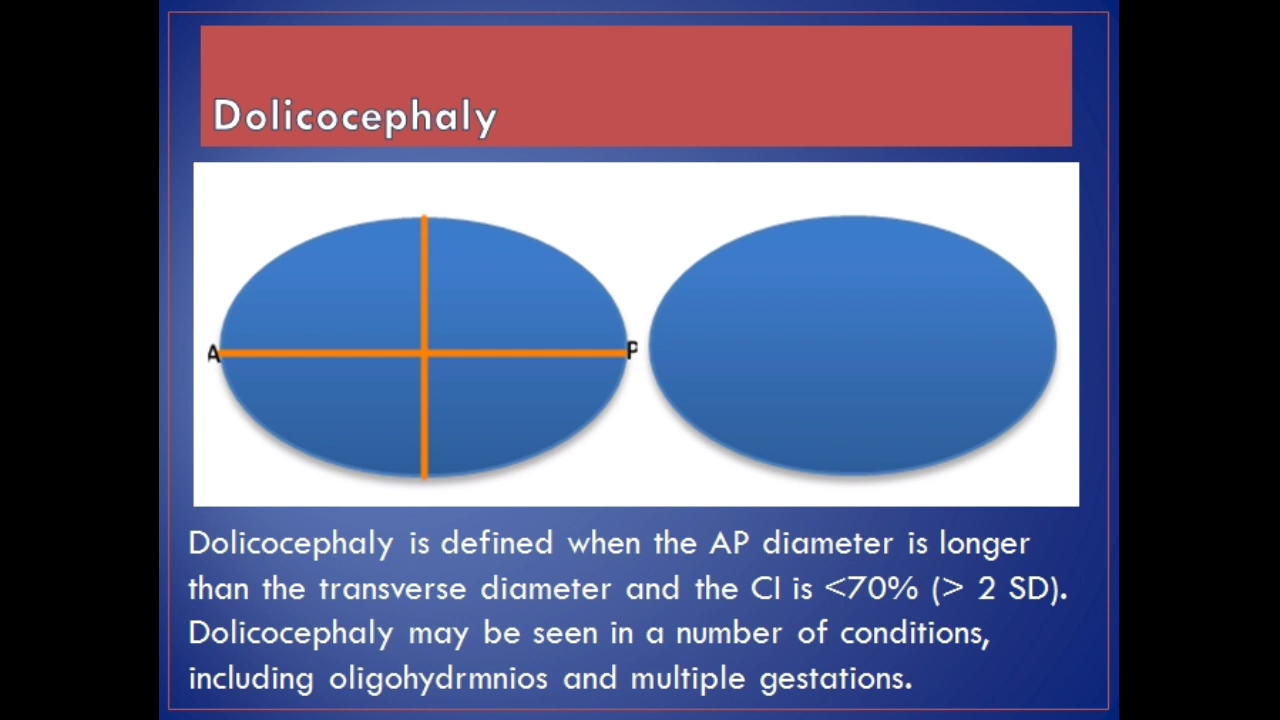 Dolicocephaly
A
P
Dolicocephaly is defined when the AP diameter is longer
than the transverse diameter and the CI is <70% (> 2 SD).
Dolicocephaly may be seen in a number of conditions,
including oligohydrmnios and multiple gestations.